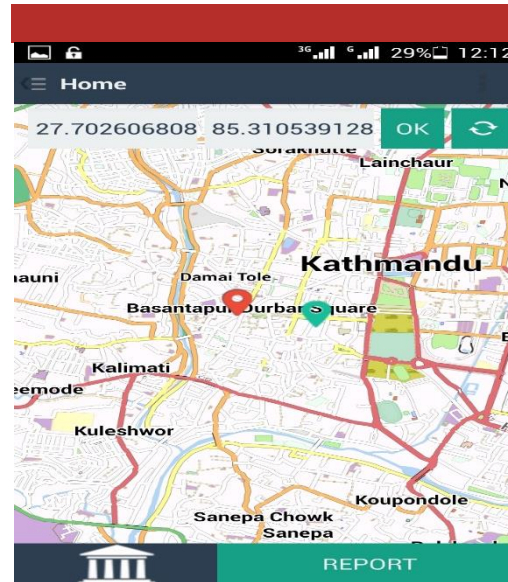 3G G 29% 12:12
Home
27.702606808 85.310539128 OK
Lainchaur
Kathmandu
Damai Tole
Basantapur Durbar Square
Kalimati
Kuleshwor
Koupondole
Sanepa Chowk
Sanepa
REPORT